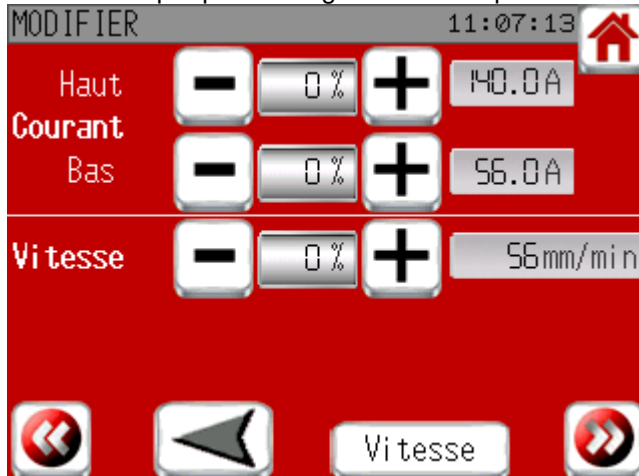 MODIFIER 11:07:13
Haut 0% 140.0A
Courant
Bas 0% 56.0A
Vitesse 0% 56mm/min
Vitesse